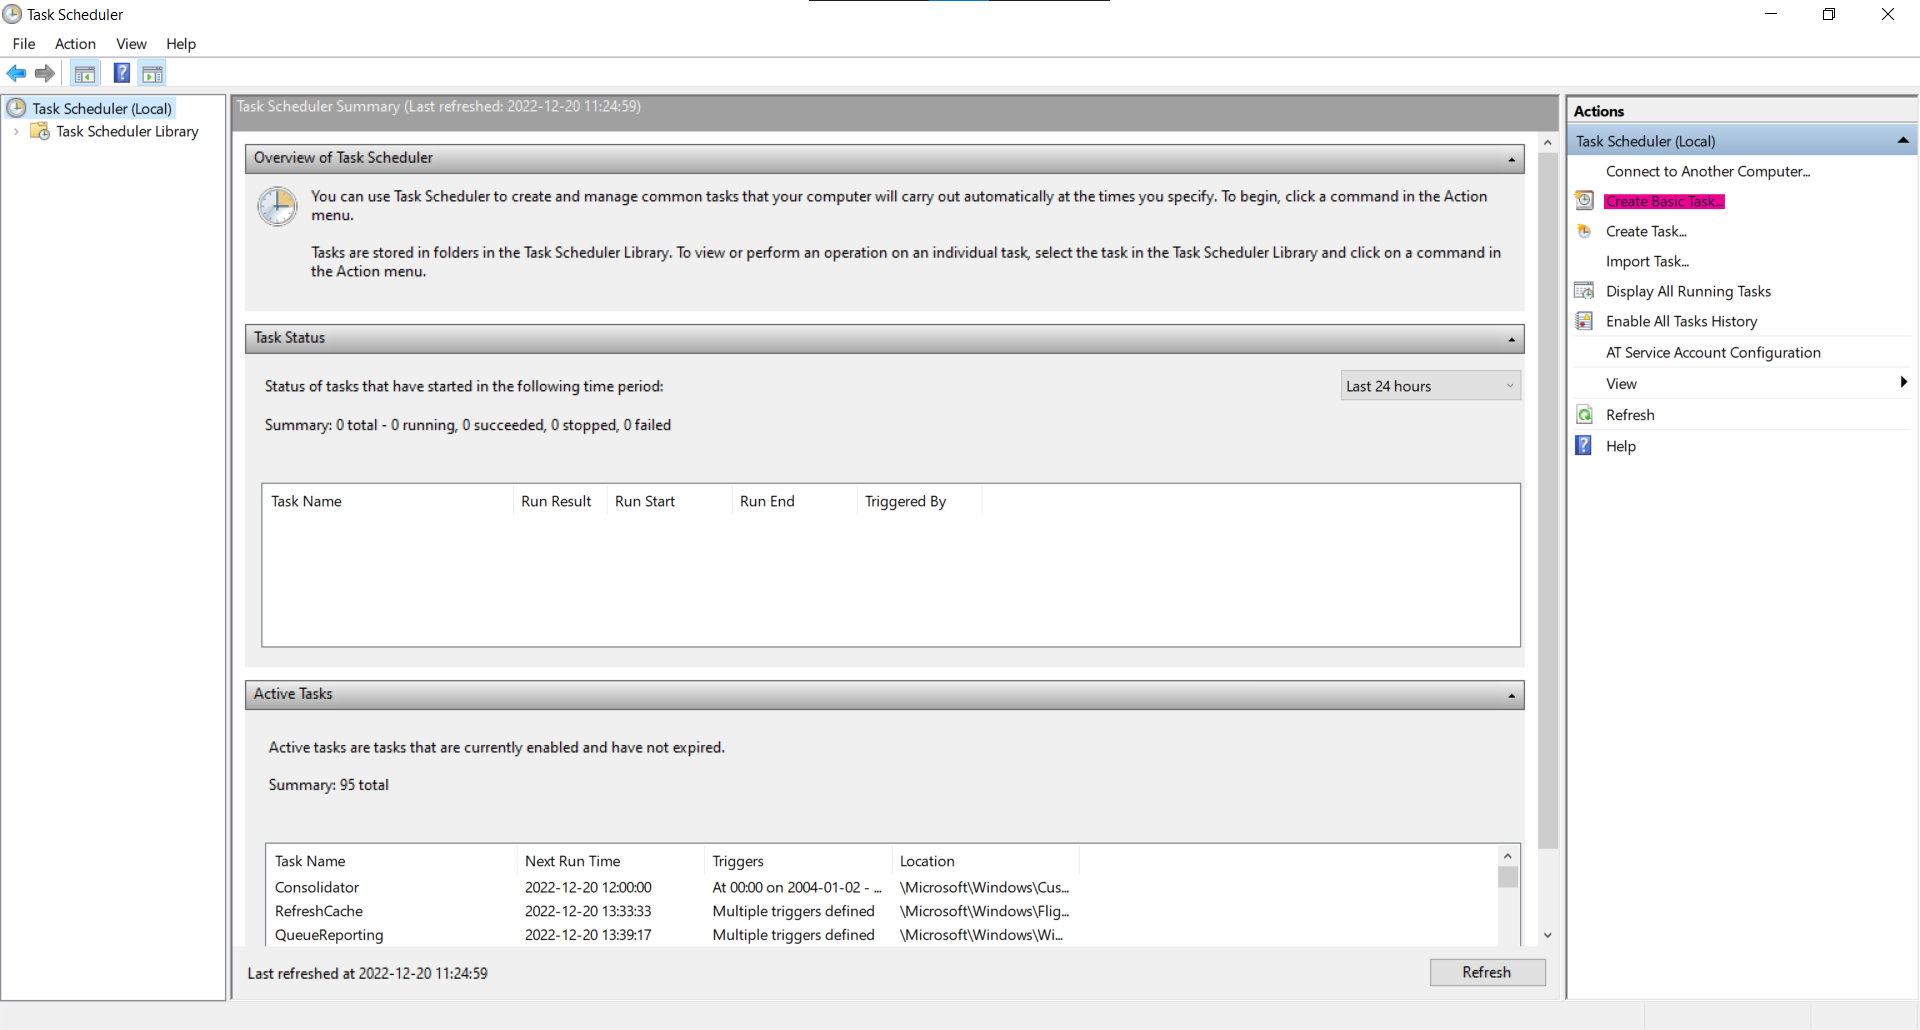 Task Scheduler
File Action View Help
Task Scheduler (Local)
Task Scheduler Library
Task Scheduler Summary (Last refreshed: 2022-12-20 11:24:59)
Overview of Task Scheduler
You can use Task Scheduler to create and manage common tasks that your computer will carry out automatically at the times you specify. To begin, click a command in the Action
menu.
Tasks are stored in folders in the Task Scheduler Library. To view or perform an operation on an individual task, select the task in the Task Scheduler Library and click on a command in
the Action menu.
Task Status
Status of tasks that have started in the following time period:
Last 24 hours
Summary: 0 total - 0 running, 0 succeeded, 0 stopped, 0 failed
Task Name Run Result Run Start Run End Triggered By
Active Tasks
Active tasks are tasks that are currently enabled and have not expired.
Summary: 95 total
Task Name Next Run Time Triggers Location
Consolidator 2022-12-20 12:00:00 At 00:00 on 2004-01-02 - ... \Microsoft\Windows\Cus...
RefreshCache 2022-12-20 13:33:33 Multiple triggers defined \Microsoft\Windows\Flig...
QueueReporting 2022-12-20 13:39:17 Multiple triggers defined \Microsoft\Windows\Wi...
Last refreshed at 2022-12-20 11:24:59
Refresh
Actions
Task Scheduler (Local)
Connect to Another Computer...
Create Basic Task...
Create Task...
Import Task...
Display All Running Tasks
Enable All Tasks History
AT Service Account Configuration
View
Refresh
Help